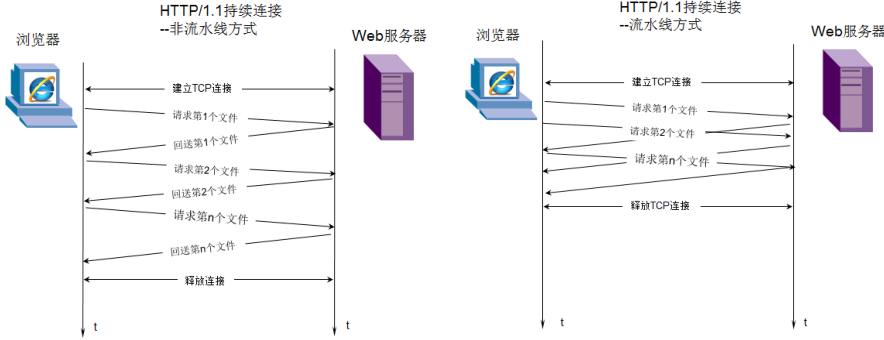 HTTP/1.1持续连接
--非流水线方式
浏览器
Web服务器
建立TCP连接
请求第1个文件
回送第1个文件
请求第2个文件
回送第2个文件
请求第n个文件
回送第n个文件
释放连接
t
t
HTTP/1.1持续连接
--流水线方式
浏览器
Web服务器
建立TCP连接
请求第1个文件
请求第2个文件
请求第n个文件
释放TCP连接
t
t